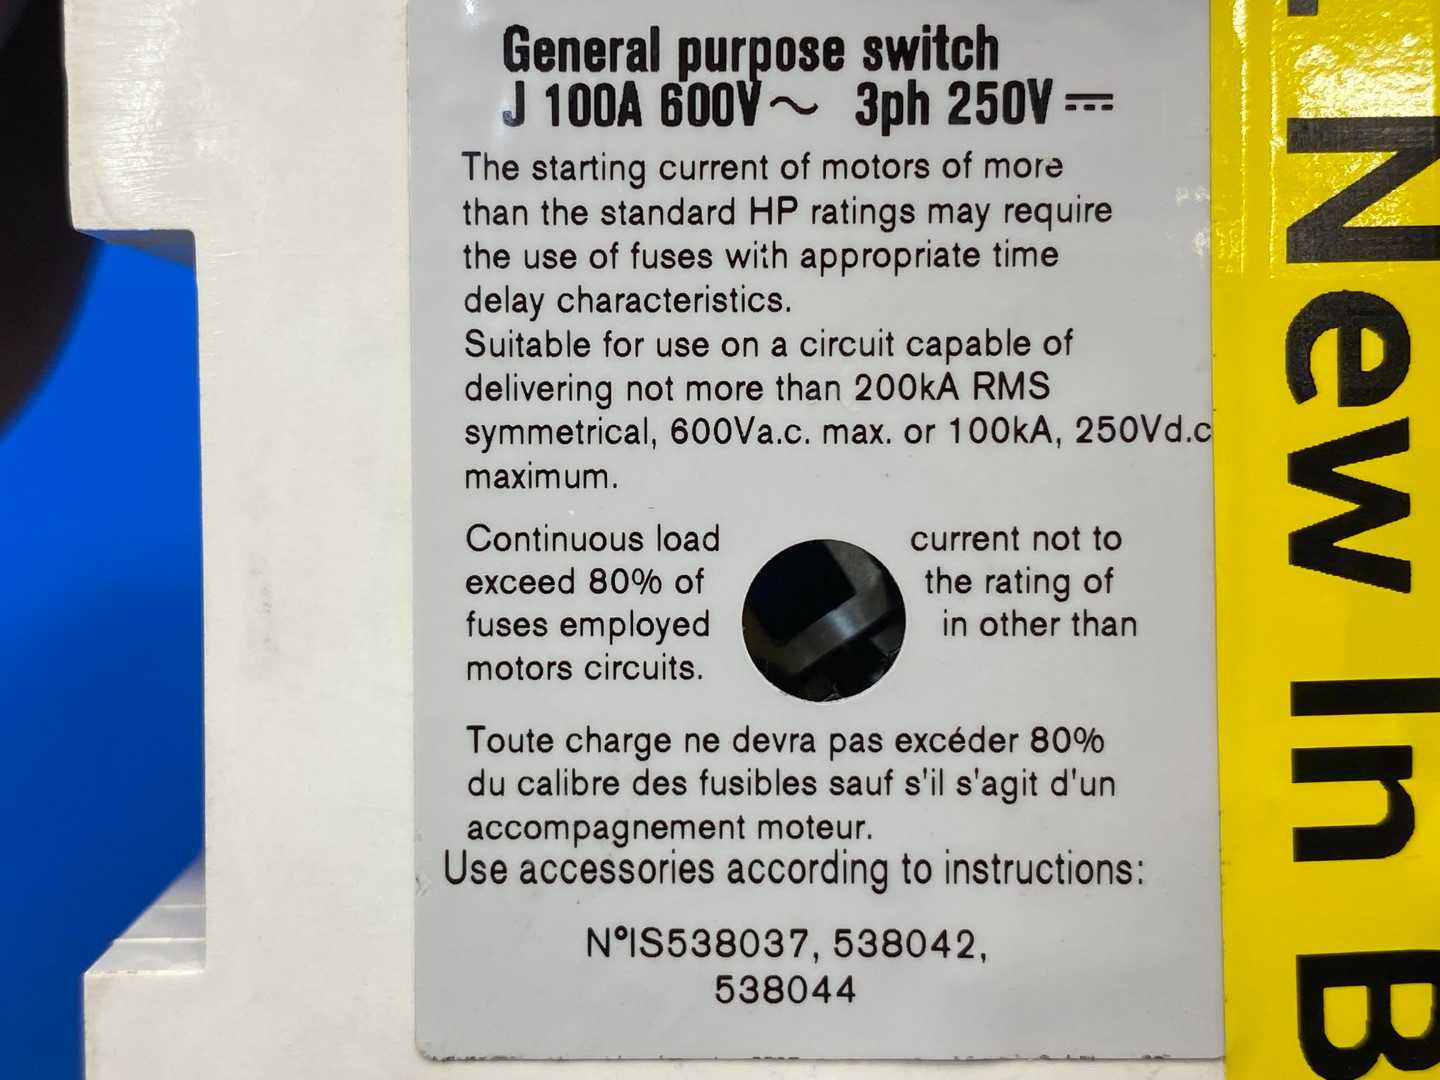 General purpose switch
J 100A 600V～ 3ph 250V⎓
The starting current of motors of more
than the standard HP ratings may require
the use of fuses with appropriate time
delay characteristics.
Suitable for use on a circuit capable of
delivering not more than 200kA RMS
symmetrical, 600Va.c. max. or 100kA, 250Vd.c
maximum.
Continuous load current not to
exceed 80% of the rating of
fuses employed in other than
motors circuits.
Toute charge ne devra pas excéder 80%
du calibre des fusibles sauf s'il s'agit d'un
accompagnement moteur.
Use accessories according to instructions:
N°IS538037, 538042,
538044
New In B